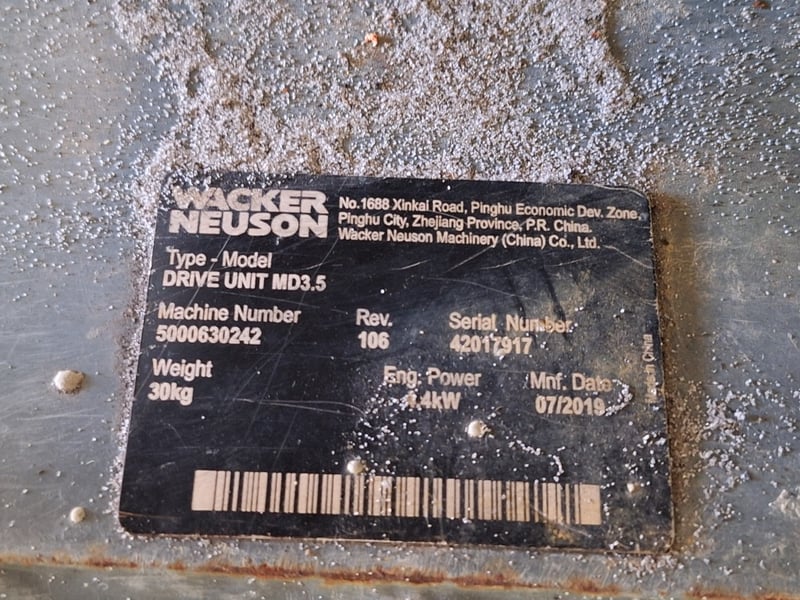 WACKER
NEUSON
No.1688 Xinkai Road, Pinghu Economic Dev. Zone,
Pinghu City, Zhejiang Province, P.R. China.
Wacker Neuson Machinery (China) Co., Ltd.
Type - Model
DRIVE UNIT MD3.5
Machine Number
5000630242
Rev.
106
Serial Number
42017917
Weight
30kg
Eng. Power
1.4kW
Mnf. Date
07/2019
Made in China